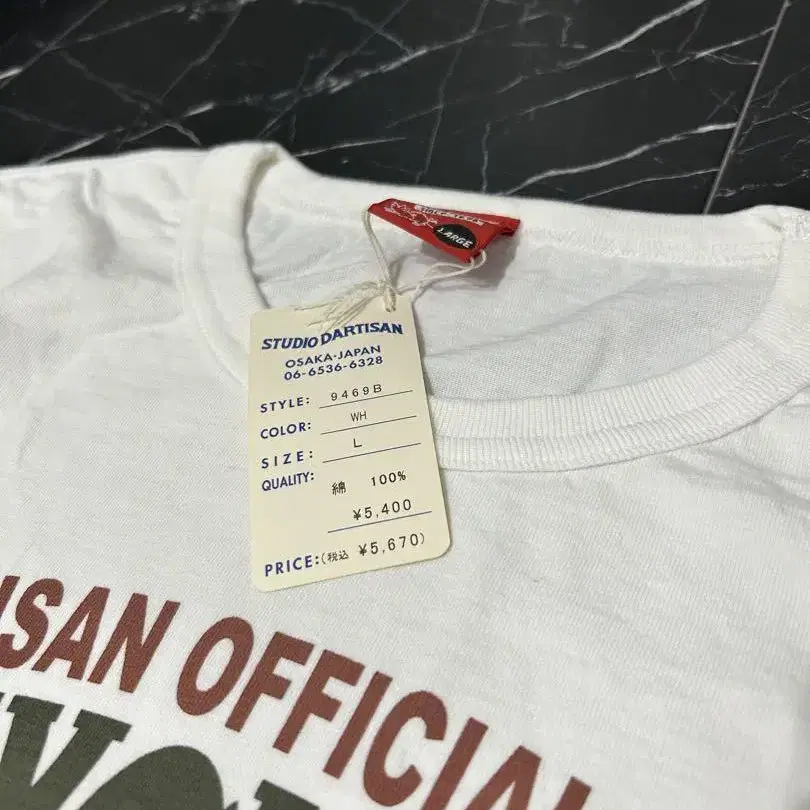 LARGE
STUDIO DARTISAN
OSAKA-JAPAN
06-6536-6328
STYLE: 9469B
COLOR: WH
SIZE: L
QUALITY: 綿 100%
¥5,400
PRICE:(税込 ¥5,670)
ISAN OFFICIAL